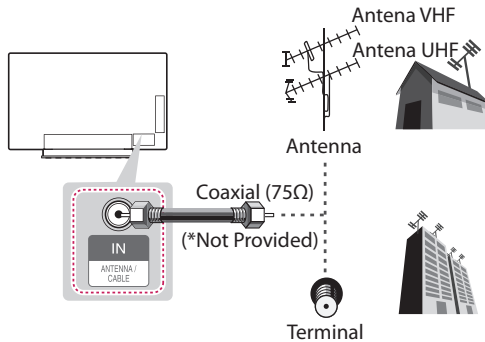 Antena VHF
Antena UHF
Antenna
Coaxial (75Ω)
(*Not Provided)
IN
ANTENNA /
CABLE
Terminal